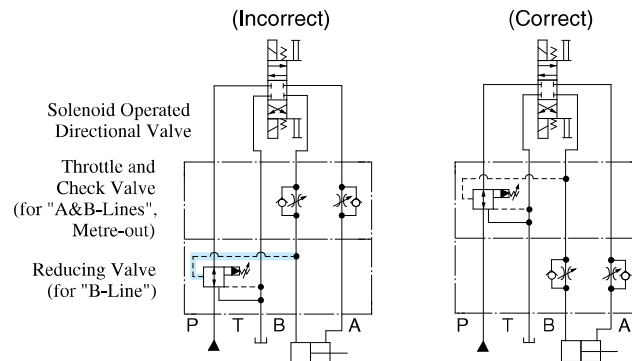 (Incorrect)
(Correct)
Solenoid Operated
Directional Valve
Throttle and
Check Valve
(for "A&B-Lines",
Metre-out)
Reducing Valve
(for "B-Line")
P T B A
P T B A